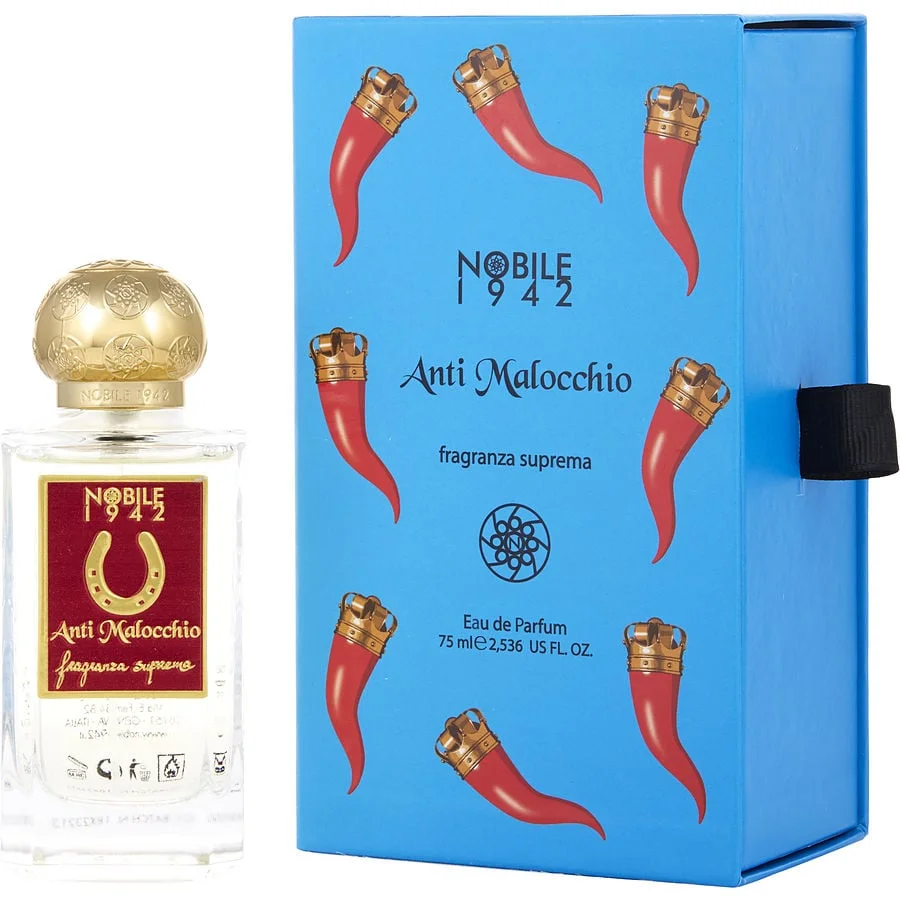 NOBILE 1942
NOBILE
1942
Anti Malocchio
fragranza suprema
NOBILE
1942
Anti Malocchio
fragranza suprema
N
Eau de Parfum
75 ml℮2,536 US FL. OZ.